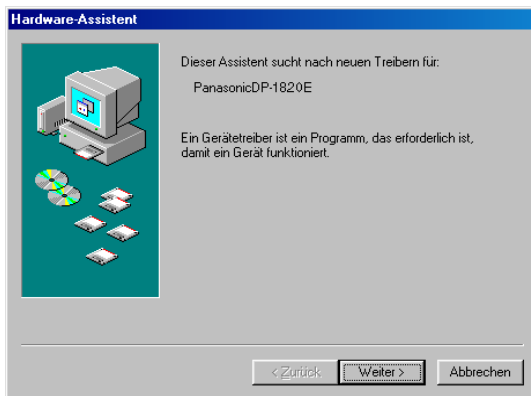 Hardware-Assistent
Dieser Assistent sucht nach neuen Treibern für:
PanasonicDP-1820E
Ein Gerätetreiber ist ein Programm, das erforderlich ist,
damit ein Gerät funktioniert.
< Zurück
Weiter >
Abbrechen